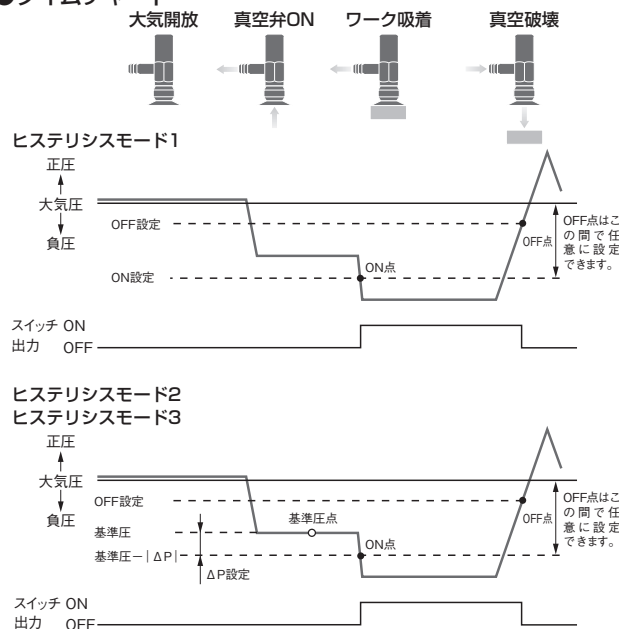 大気開放 真空弁ON ワーク吸着 真空破壊
ヒステリシスモード1
正圧
大気圧
負圧
OFF設定
ON設定
ON点
OFF点
OFF点はこ
の間で任
意に設定
できます。
スイッチ ON
出力 OFF
ヒステリシスモード2
ヒステリシスモード3
正圧
大気圧
負圧
OFF設定
基準圧
基準圧点
基準圧ー|ΔP|
ΔP設定
ON点
OFF点
OFF点はこ
の間で任
意に設定
できます。
スイッチ ON
出力 OFF